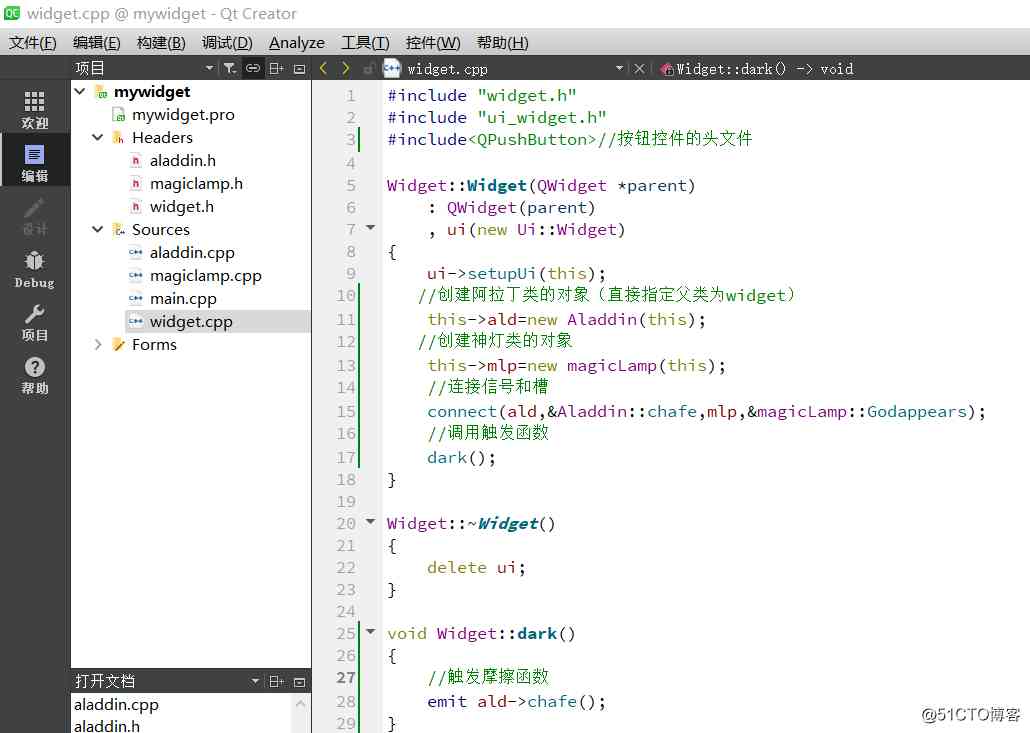 widget.cpp @ mywidget - Qt Creator
文件(F) 编辑(E) 构建(B) 调试(D) Analyze 工具(T) 控件(W) 帮助(H)
项目
widget.cpp
Widget::dark() -> void
欢迎
编辑
设计
Debug
项目
帮助
mywidget
mywidget.pro
Headers
aladdin.h
magiclamp.h
widget.h
Sources
aladdin.cpp
magiclamp.cpp
main.cpp
widget.cpp
Forms
打开文档
aladdin.cpp
aladdin.h
1 #include "widget.h"
2 #include "ui_widget.h"
3 #include<QPushButton>//按钮控件的头文件
4
5 Widget::Widget(QWidget *parent)
6 : QWidget(parent)
7 , ui(new Ui::Widget)
8 {
9 ui->setupUi(this);
10 //创建阿拉丁类的对象（直接指定父类为widget）
11 this->ald=new Aladdin(this);
12 //创建神灯类的对象
13 this->mlp=new magicLamp(this);
14 //连接信号和槽
15 connect(ald,&Aladdin::chafe,mlp,&magicLamp::Godappears);
16 //调用触发函数
17 dark();
18 }
19
20 Widget::~Widget()
21 {
22 delete ui;
23 }
24
25 void Widget::dark()
26 {
27 //触发摩擦函数
28 emit ald->chafe();
29 }
@51CTO博客